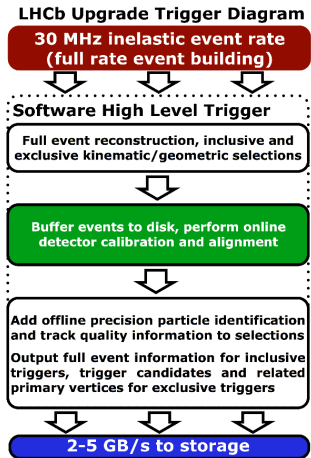 LHCb Upgrade Trigger Diagram
30 MHz inelastic event rate
(full rate event building)
Software High Level Trigger
Full event reconstruction, inclusive and
exclusive kinematic/geometric selections
Buffer events to disk, perform online
detector calibration and alignment
Add offline precision particle identification
and track quality information to selections
Output full event information for inclusive
triggers, trigger candidates and related
primary vertices for exclusive triggers
2-5 GB/s to storage